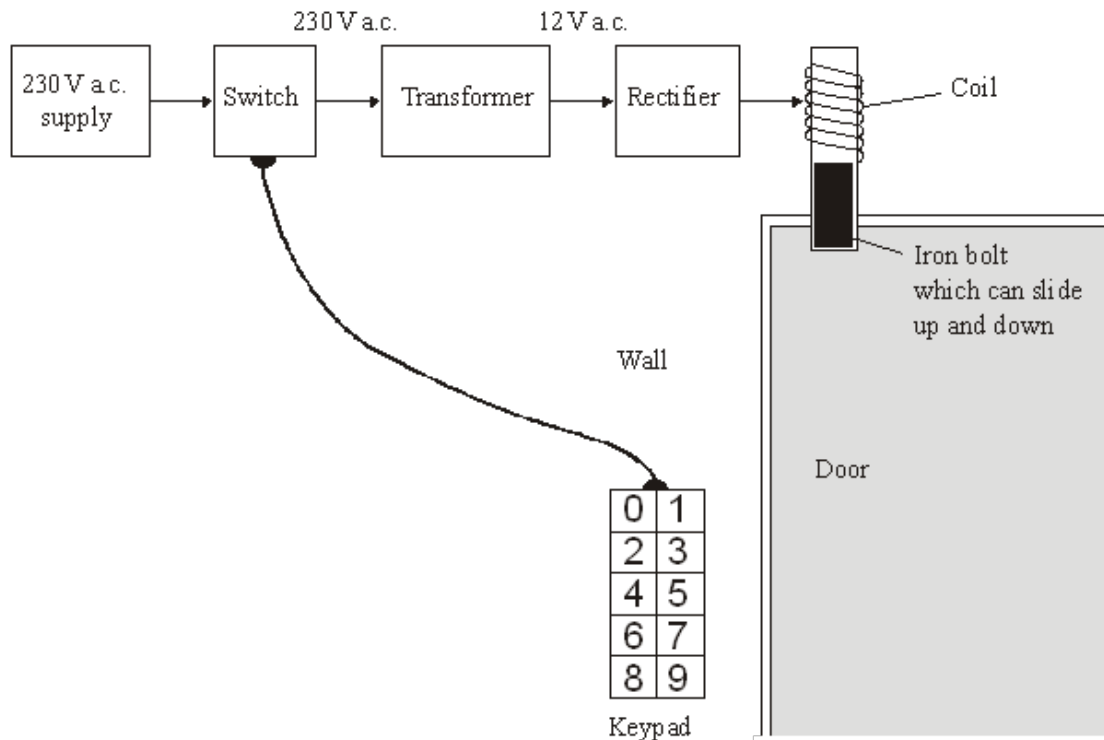 230 V a.c.
12 V a.c.
230 V a.c.
supply
Switch
Transformer
Rectifier
Coil
Iron bolt
which can slide
up and down
Wall
Door
0 1
2 3
4 5
6 7
8 9
Keypad